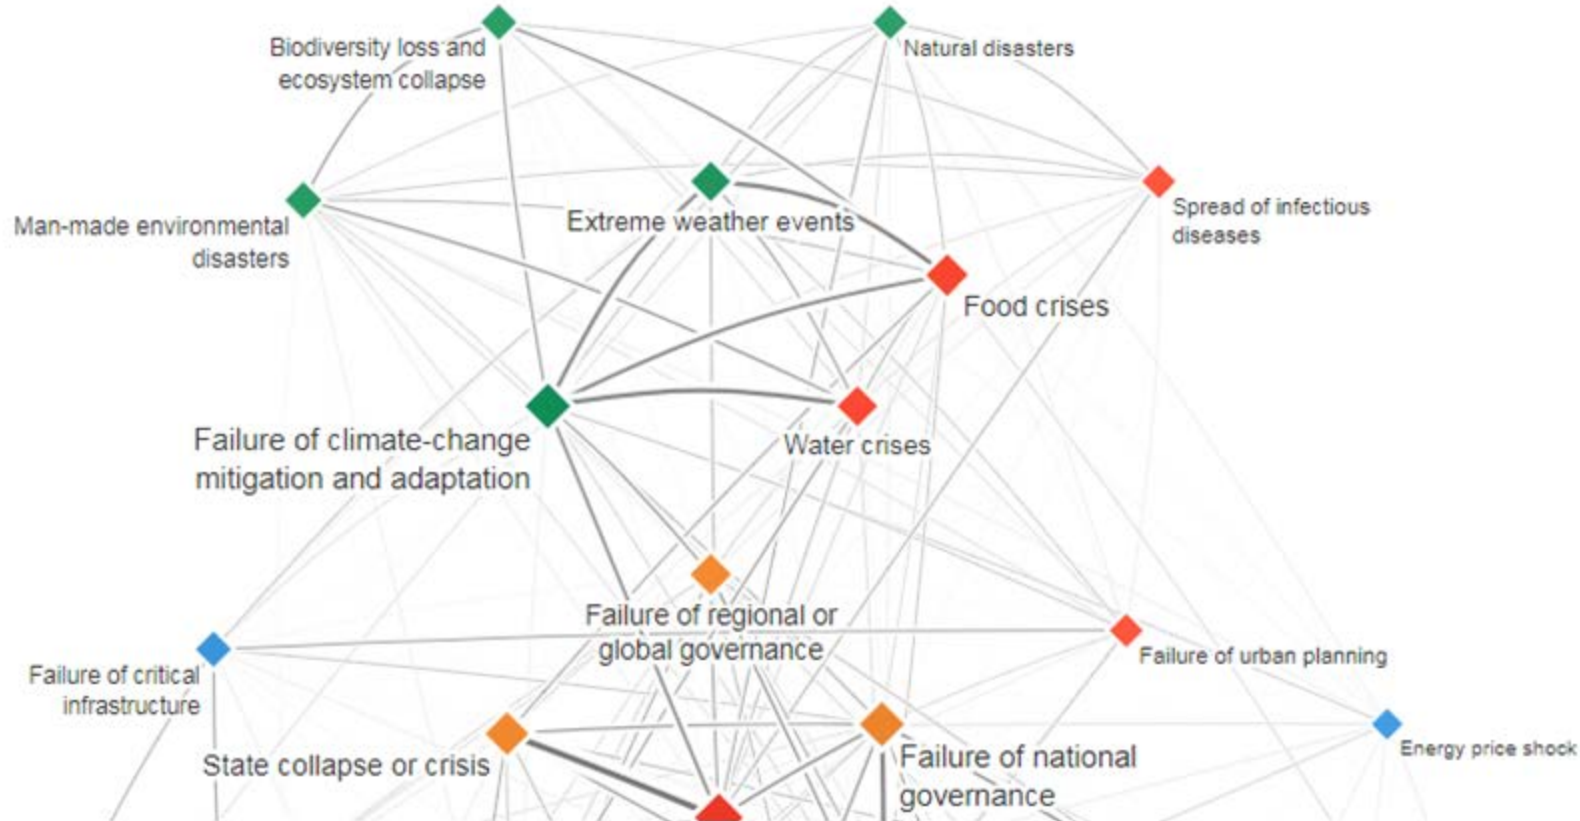 Biodiversity loss and
ecosystem collapse
Natural disasters
Man-made environmental
disasters
Extreme weather events
Spread of infectious
diseases
Food crises
Failure of climate-change
mitigation and adaptation
Water crises
Failure of regional or
global governance
Failure of critical
infrastructure
Failure of urban planning
State collapse or crisis
Failure of national
governance
Energy price shock